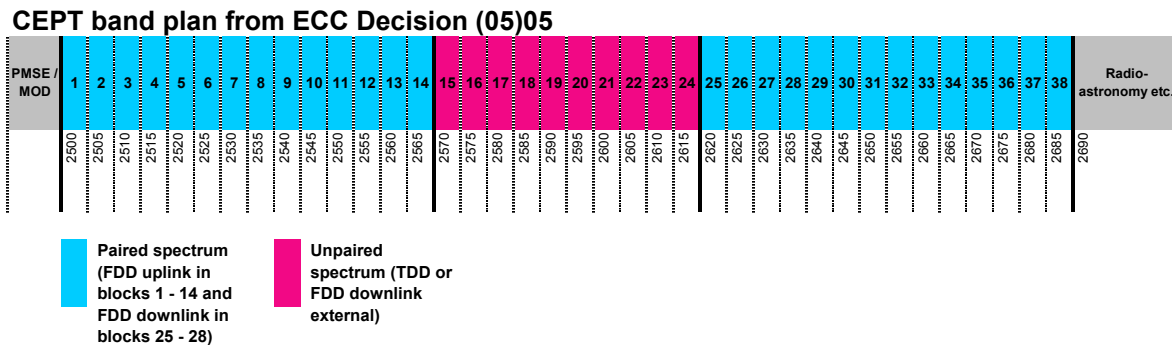 CEPT band plan from ECC Decision (05)05
PMSE /
MOD
1 2 3 4 5 6 7 8 9 10 11 12 13 14 15 16 17 18 19 20 21 22 23 24 25 26 27 28 29 30 31 32 33 34 35 36 37 38
Radio-
astronomy etc.
2500 2505 2510 2515 2520 2525 2530 2535 2540 2545 2550 2555 2560 2565 2570 2575 2580 2585 2590 2595 2600 2605 2610 2615 2620 2625 2630 2635 2640 2645 2650 2655 2660 2665 2670 2675 2680 2685 2690
Paired spectrum
(FDD uplink in
blocks 1 - 14 and
FDD downlink in
blocks 25 - 28)
Unpaired
spectrum (TDD or
FDD downlink
external)